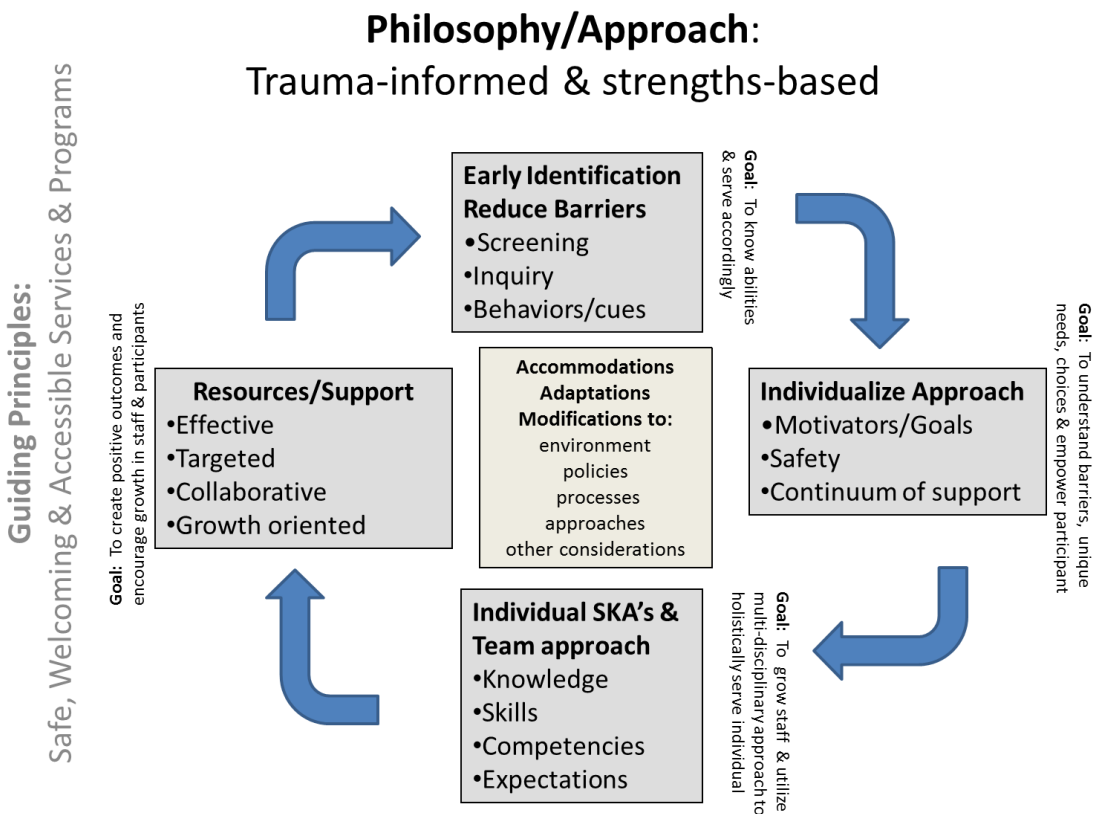 Philosophy/Approach:
Trauma-informed & strengths-based
Guiding Principles:
Safe, Welcoming & Accessible Services & Programs
Early Identification
Reduce Barriers
•Screening
•Inquiry
•Behaviors/cues
Goal: To know abilities
& serve accordingly
Individualize Approach
•Motivators/Goals
•Safety
•Continuum of support
Goal: To understand barriers, unique
needs, choices & empower participant
Individual SKA's &
Team approach
•Knowledge
•Skills
•Competencies
•Expectations
Goal: To grow staff & utilize
multi-disciplinary approach to
holistically serve individual
Resources/Support
•Effective
•Targeted
•Collaborative
•Growth oriented
Goal: To create positive outcomes and
encourage growth in staff & participants
Accommodations
Adaptations
Modifications to:
environment
policies
processes
approaches
other considerations